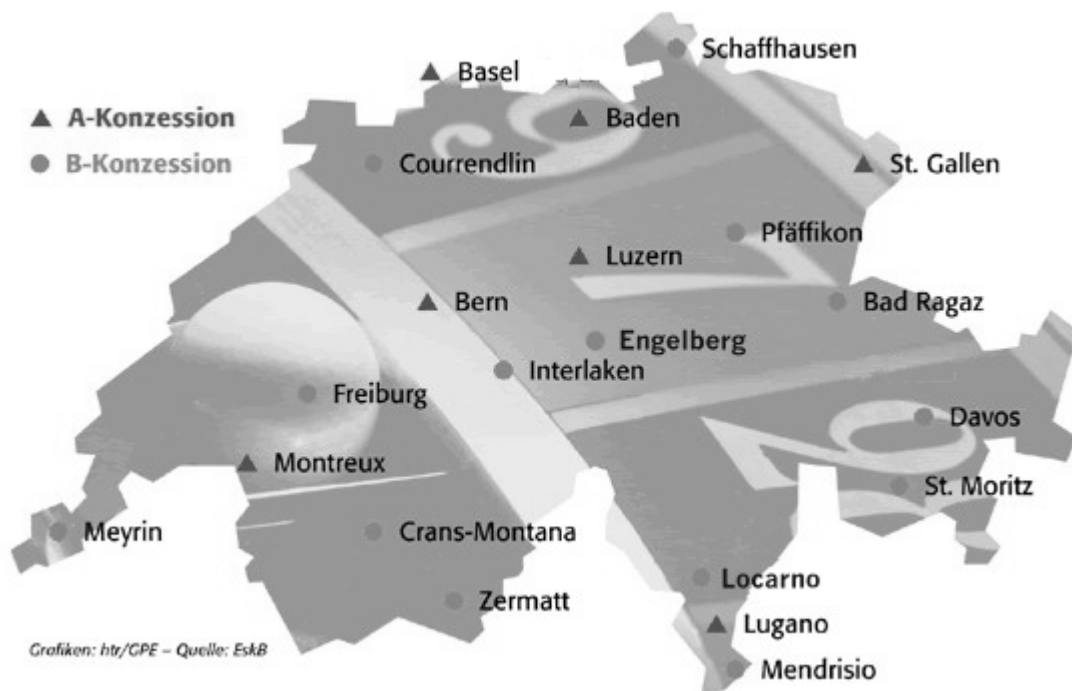 Schaffhausen
Basel
A-Konzession
Baden
B-Konzession
Courrendlin
St. Gallen
Pfäffikon
Luzern
Bern
Bad Ragaz
Engelberg
Interlaken
Freiburg
Davos
Montreux
St. Moritz
Meyrin
Crans-Montana
Locarno
Zermatt
Lugano
Grafiken: htr/GPE – Quelle: EskB
Mendrisio